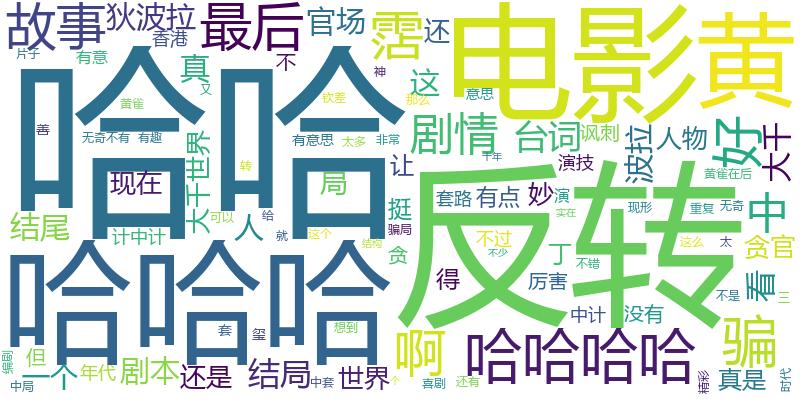 故事
狄波拉
香港
官场
最后
霑
还
电影
黄
片子
有意
真
不
神
又
这
钦差
那么
意思
哈哈
黄雀
善
无奇不有
有趣
大千世界
有意思
太多
非常
剧情
台词
讽刺
波拉
人物
好
大千
现在
局
让
转
千年
演技
黄雀在后
反转
结尾
计中计
可以
人
给
就
这个
挺
骗局
套路
有点
妙
演
实在
现形
重复
无奇
中
贪
结构
不过
不少
丁
不错
这么
太
贪官
哈哈哈
得
厉害
不是
看
三
套
玺
想到
中计
没有
编剧
但
一个
年代
剧本
还是
结局
世界
啊
哈哈哈哈
骗
中局
中套
个
喜剧
还有
精彩
真是
时代